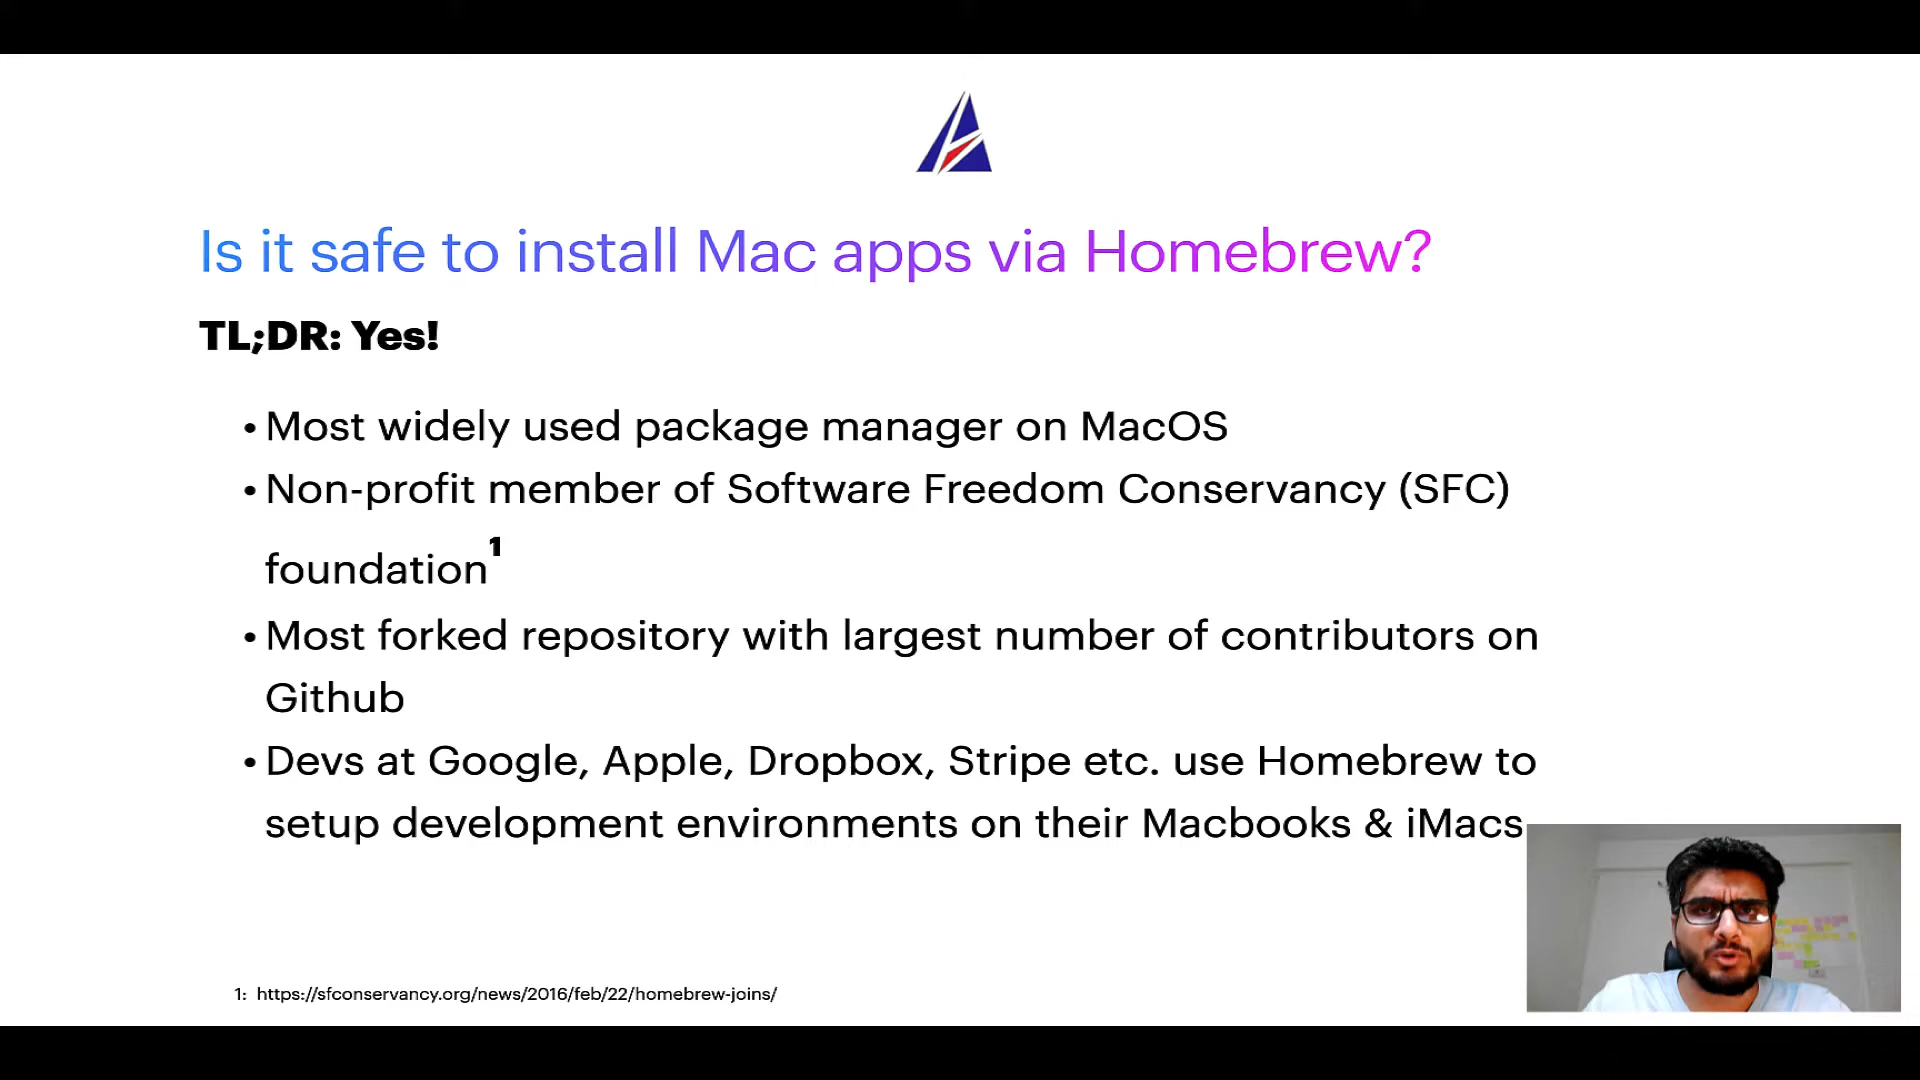 Is it safe to install Mac apps via Homebrew?
TL;DR: Yes!
• Most widely used package manager on MacOS
• Non-profit member of Software Freedom Conservancy (SFC)
foundation¹
• Most forked repository with largest number of contributors on
Github
• Devs at Google, Apple, Dropbox, Stripe etc. use Homebrew to
setup development environments on their Macbooks & iMacs
1: https://sfconservancy.org/news/2016/feb/22/homebrew-joins/